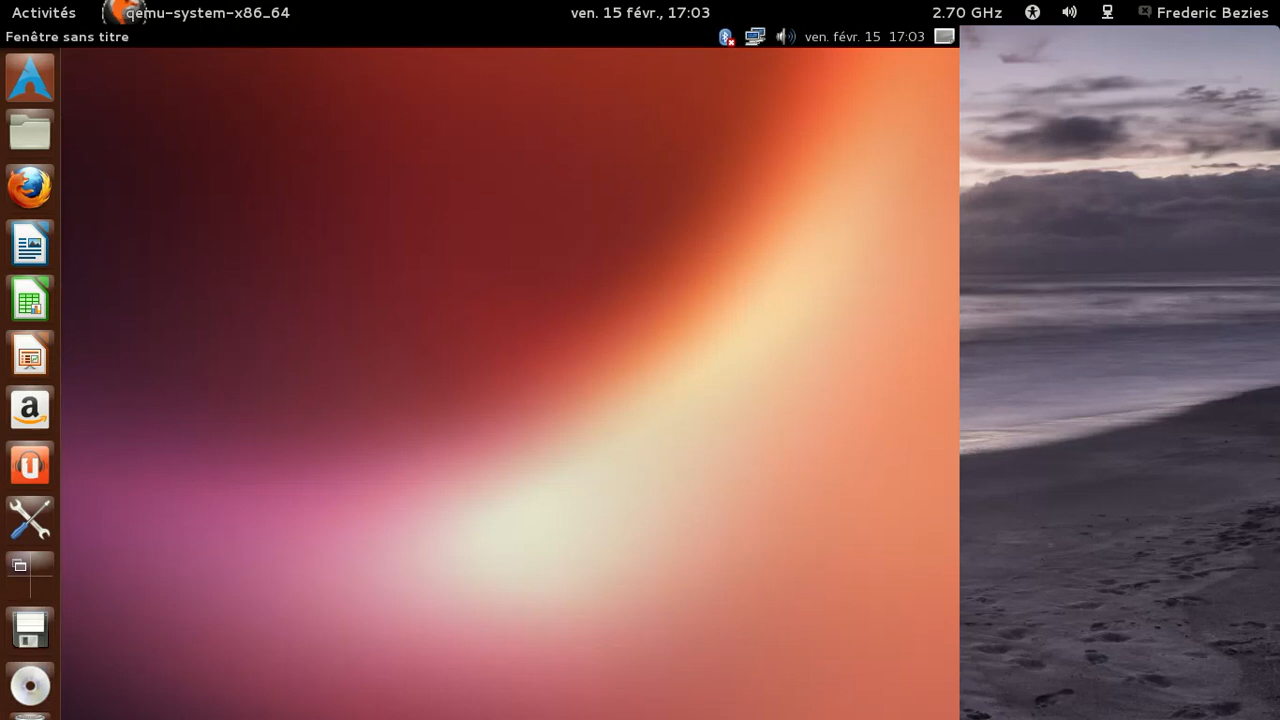 Activités qemu-system-x86_64 ven. 15 févr., 17:03 2.70 GHz Frederic Bezies
Fenêtre sans titre ven. févr. 15 17:03
a
u